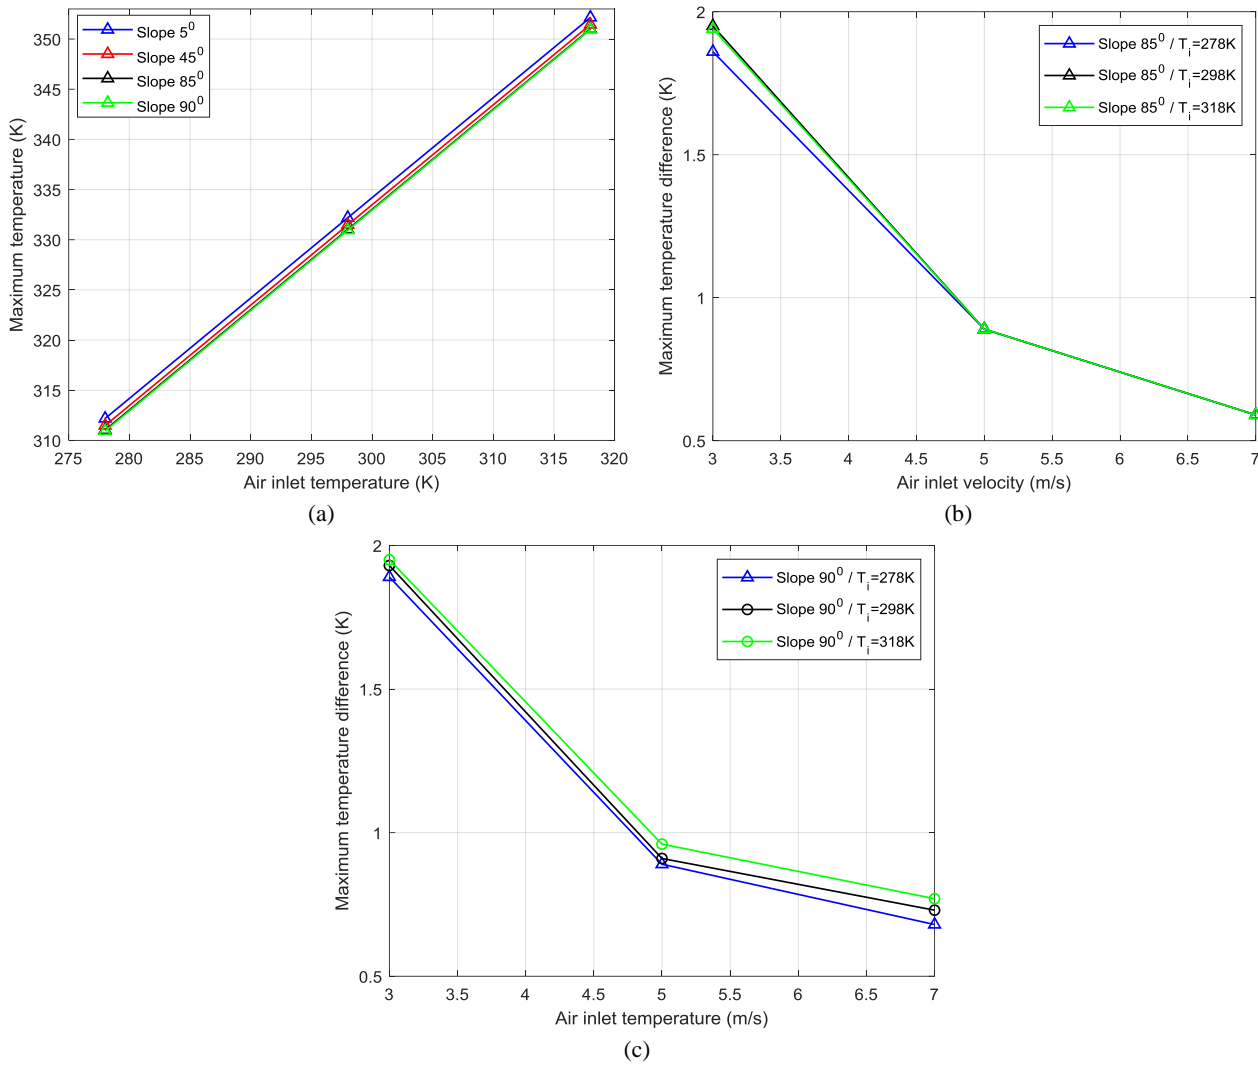 350
345
340
335
330
325
320
315
310
Maximum temperature (K)
Slope 5⁰
Slope 45⁰
Slope 85⁰
Slope 90⁰
275 280 285 290 295 300 305 310 315 320
Air inlet temperature (K)
(a)
2
1.5
1
0.5
Maximum temperature difference (K)
Slope 85⁰ / Tᵢ=278K
Slope 85⁰ / Tᵢ=298K
Slope 85⁰ / Tᵢ=318K
3 3.5 4 4.5 5 5.5 6 6.5 7
Air inlet velocity (m/s)
(b)
2
1.5
1
0.5
Maximum temperature difference (K)
Slope 90⁰ / Tᵢ=278K
Slope 90⁰ / Tᵢ=298K
Slope 90⁰ / Tᵢ=318K
3 3.5 4 4.5 5 5.5 6 6.5 7
Air inlet temperature (m/s)
(c)